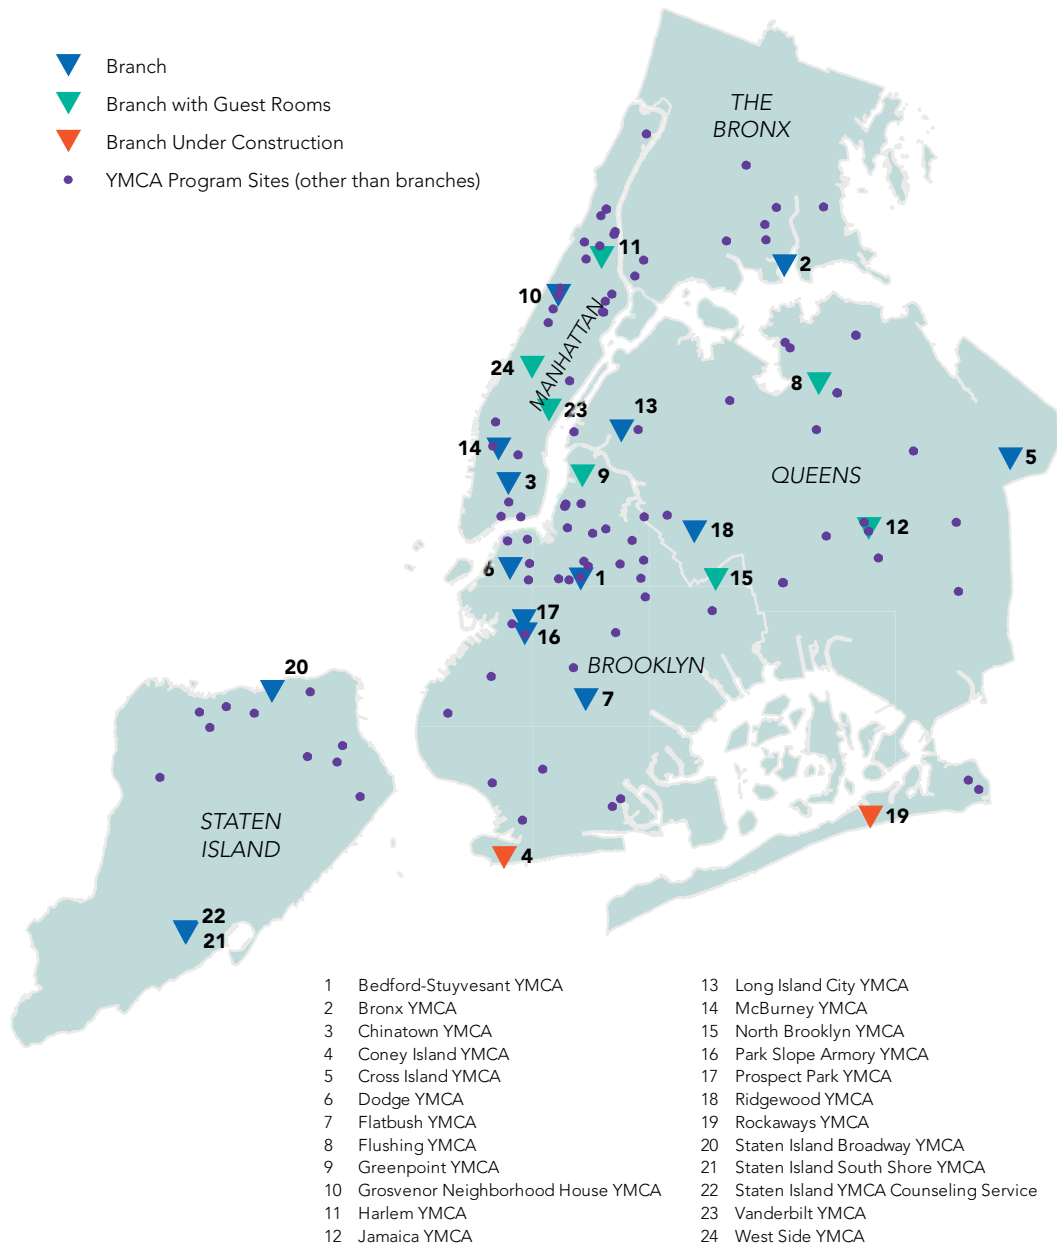 Branch
Branch with Guest Rooms
Branch Under Construction
YMCA Program Sites (other than branches)
THE
BRONX
11
2
10
MANHATTAN
24
8
23
13
14
5
3
9
QUEENS
18
12
6
1
15
17
16
BROOKLYN
20
7
19
STATEN
ISLAND
4
22
21
1 Bedford-Stuyvesant YMCA
2 Bronx YMCA
3 Chinatown YMCA
4 Coney Island YMCA
5 Cross Island YMCA
6 Dodge YMCA
7 Flatbush YMCA
8 Flushing YMCA
9 Greenpoint YMCA
10 Grosvenor Neighborhood House YMCA
11 Harlem YMCA
12 Jamaica YMCA
13 Long Island City YMCA
14 McBurney YMCA
15 North Brooklyn YMCA
16 Park Slope Armory YMCA
17 Prospect Park YMCA
18 Ridgewood YMCA
19 Rockaways YMCA
20 Staten Island Broadway YMCA
21 Staten Island South Shore YMCA
22 Staten Island YMCA Counseling Service
23 Vanderbilt YMCA
24 West Side YMCA